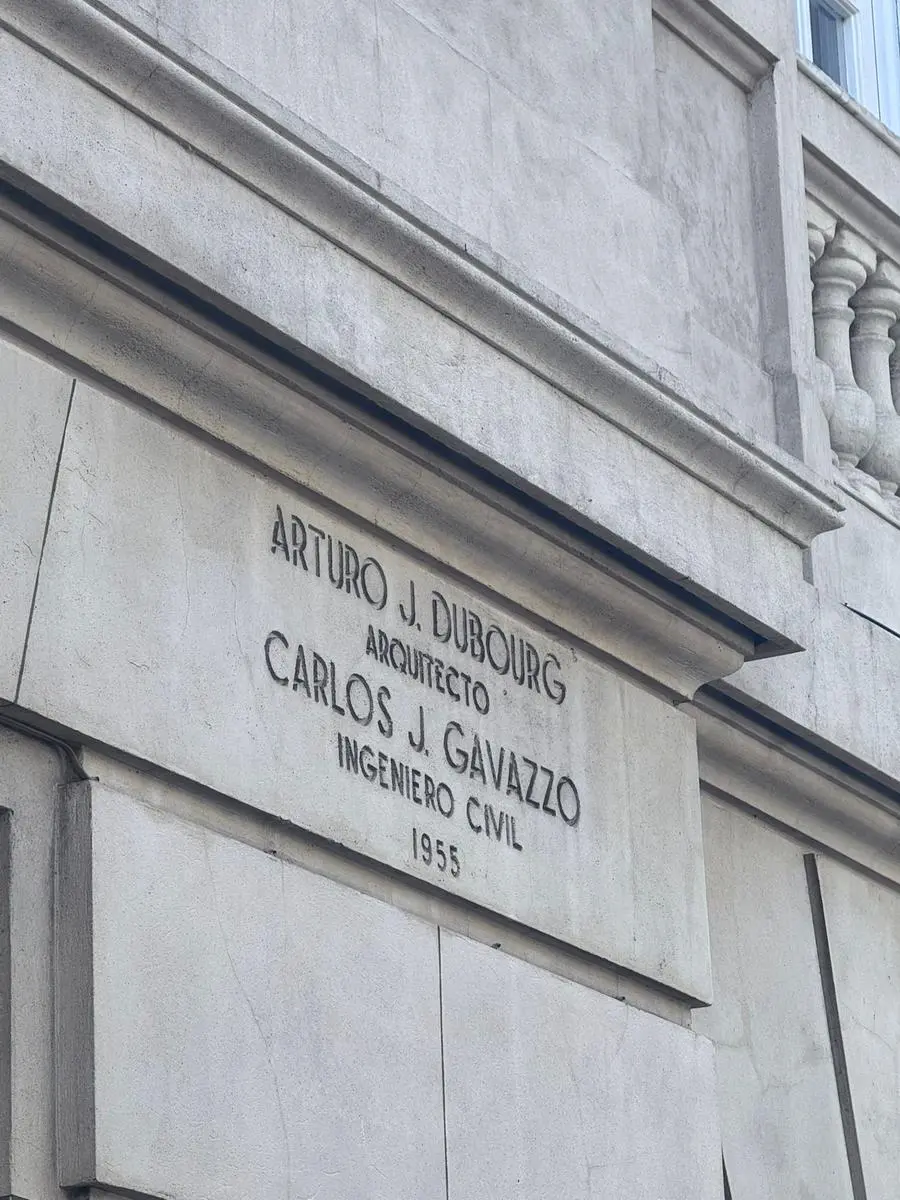 ARTURO J. DUBOURG
ARQUITECTO
CARLOS J. GAVAZZO
INGENIERO CIVIL
1955